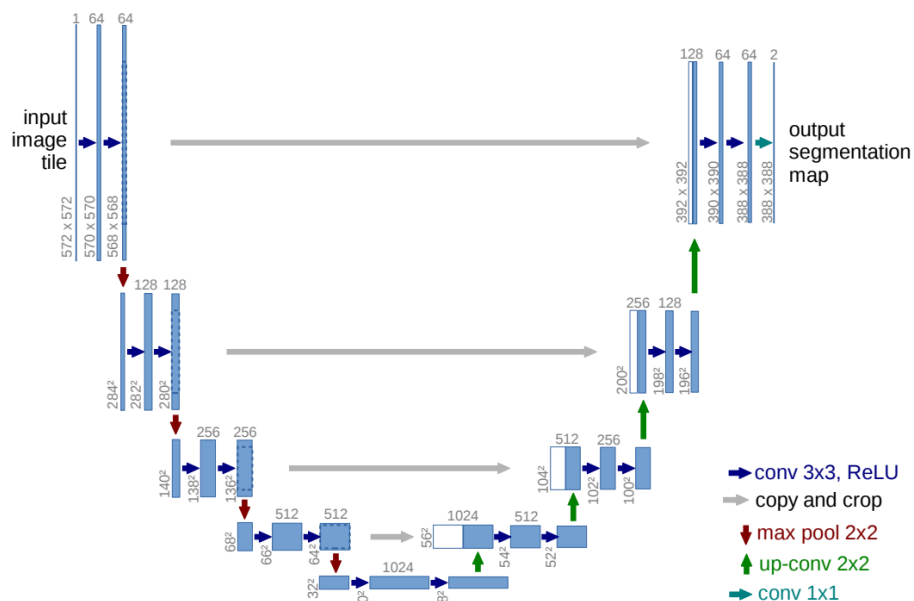 1 64 64
input
image
tile
572 x 572
570 x 570
568 x 568
128 64 64 2
output
segmentation
map
392 x 392
390 x 390
388 x 388
388 x 388
128 128
284²
282²
280²
256 128
200²
198²
196²
256 256
140²
138²
136²
512 256
104²
102²
100²
512 512
68²
66²
64²
1024 512
56²
54²
52²
1024
32²
conv 3x3, ReLU
copy and crop
max pool 2x2
up-conv 2x2
conv 1x1